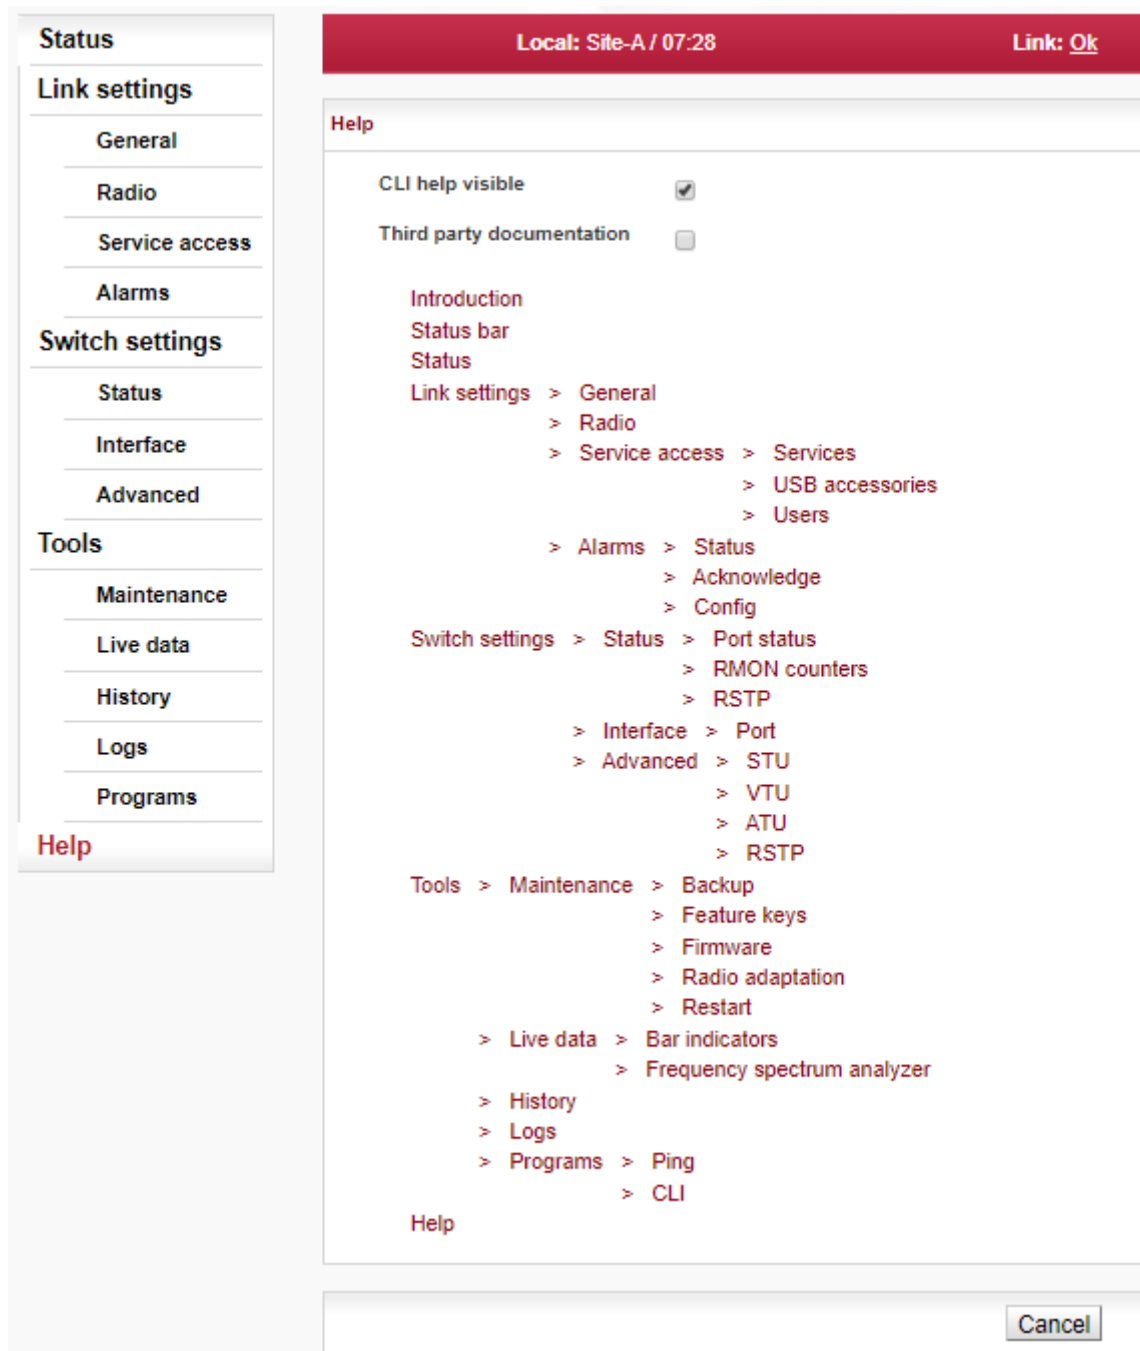 Status
Link settings
General
Radio
Service access
Alarms
Switch settings
Status
Interface
Advanced
Tools
Maintenance
Live data
History
Logs
Programs
Help
Local: Site-A / 07:28 Link: Ok
Help
CLI help visible
Third party documentation
Introduction
Status bar
Status
Link settings > General
> Radio
> Service access > Services
> USB accessories
> Users
> Alarms > Status
> Acknowledge
> Config
Switch settings > Status > Port status
> RMON counters
> RSTP
> Interface > Port
> Advanced > STU
> VTU
> ATU
> RSTP
Tools > Maintenance > Backup
> Feature keys
> Firmware
> Radio adaptation
> Restart
> Live data > Bar indicators
> Frequency spectrum analyzer
> History
> Logs
> Programs > Ping
> CLI
Help
Cancel